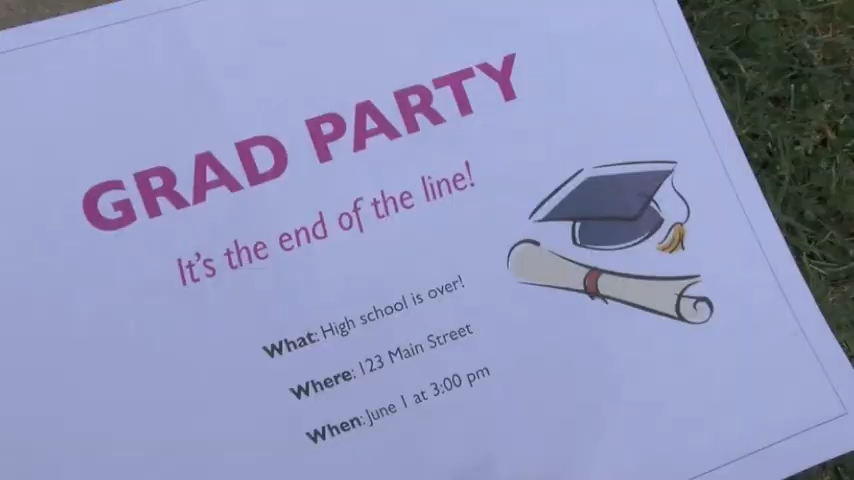 GRAD PARTY
It's the end of the line!
What: High school is over!
Where: 123 Main Street
When: June 1 at 3:00 pm